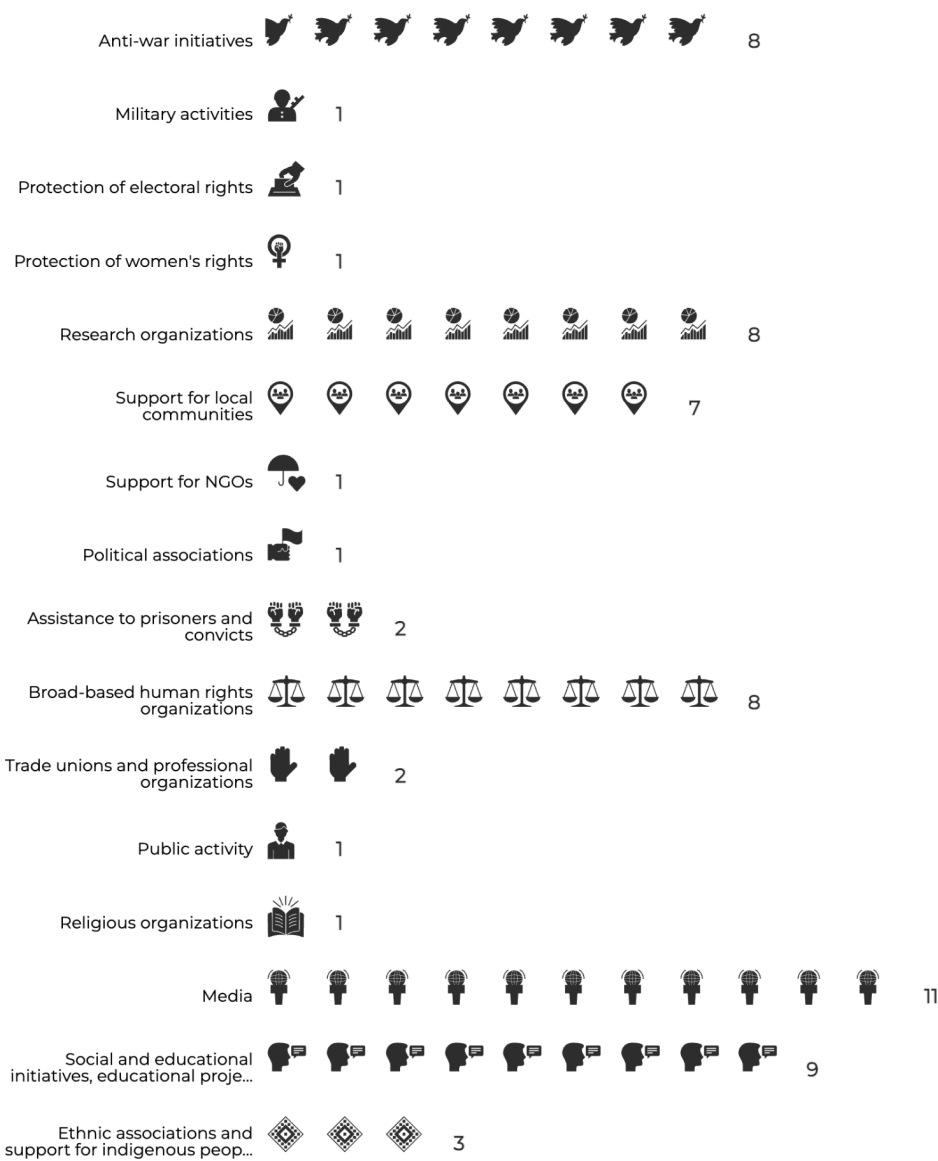 Anti-war initiatives 8
Military activities 1
Protection of electoral rights 1
Protection of women's rights 1
Research organizations 8
Support for local
communities 7
Support for NGOs 1
Political associations 1
Assistance to prisoners and
convicts 2
Broad-based human rights
organizations 8
Trade unions and professional
organizations 2
Public activity 1
Religious organizations 1
Media 11
Social and educational
initiatives, educational proje... 9
Ethnic associations and
support for indigenous peop... 3